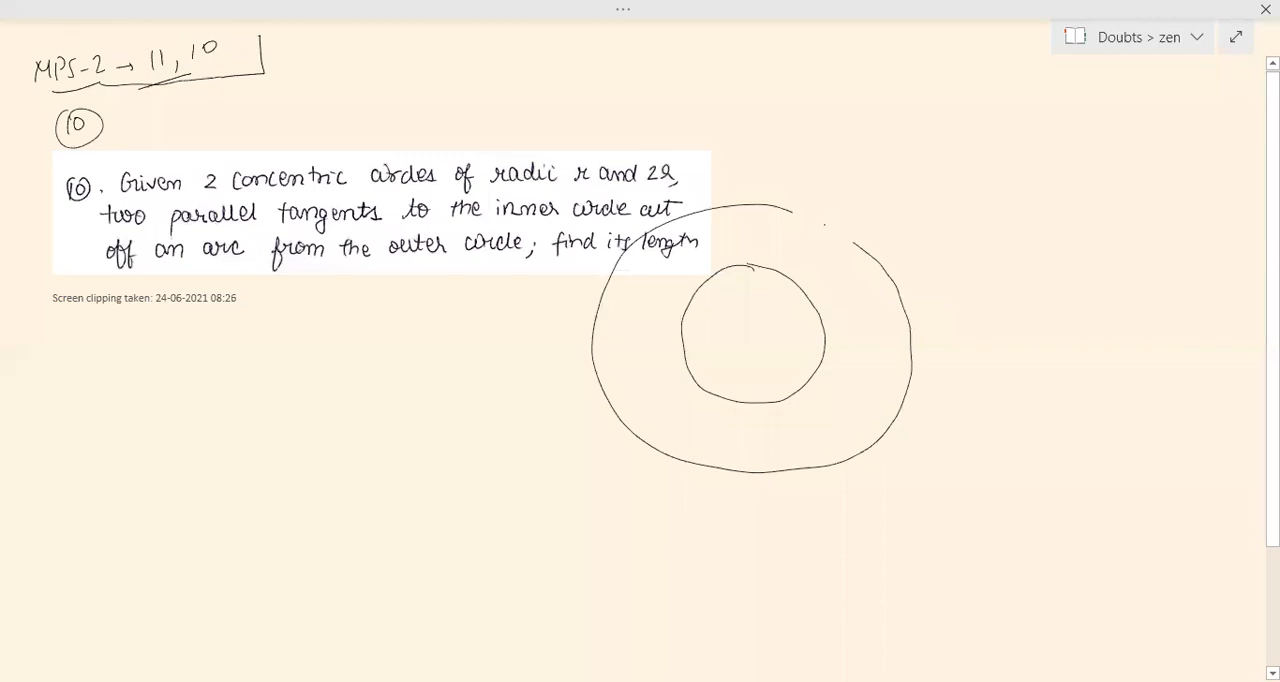 Doubts > zen
MPS-2 → 11, 10
10
10. Given 2 concentric circles of radii r and 2r,
two parallel tangents to the inner circle cut
off an arc from the outer circle; find its length
Screen clipping taken: 24-06-2021 08:26